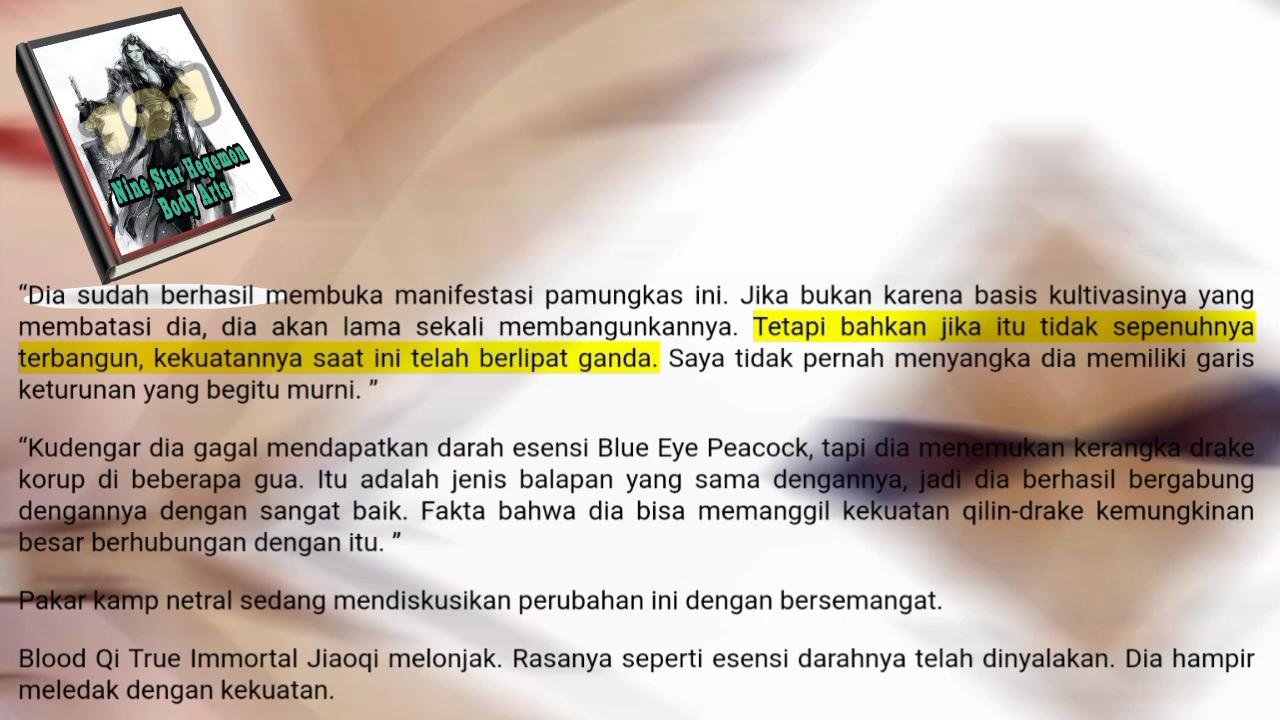 191
Nine Star Hegemon
Body Arts
“Dia sudah berhasil membuka manifestasi pamungkas ini. Jika bukan karena basis kultivasinya yang
membatasi dia, dia akan lama sekali membangunkannya. Tetapi bahkan jika itu tidak sepenuhnya
terbangun, kekuatannya saat ini telah berlipat ganda. Saya tidak pernah menyangka dia memiliki garis
keturunan yang begitu murni. ”
“Kudengar dia gagal mendapatkan darah esensi Blue Eye Peacock, tapi dia menemukan kerangka drake
korup di beberapa gua. Itu adalah jenis balapan yang sama dengannya, jadi dia berhasil bergabung
dengannya dengan sangat baik. Fakta bahwa dia bisa memanggil kekuatan qilin-drake kemungkinan
besar berhubungan dengan itu. ”
Pakar kamp netral sedang mendiskusikan perubahan ini dengan bersemangat.
Blood Qi True Immortal Jiaoqi melonjak. Rasanya seperti esensi darahnya telah dinyalakan. Dia hampir
meledak dengan kekuatan.